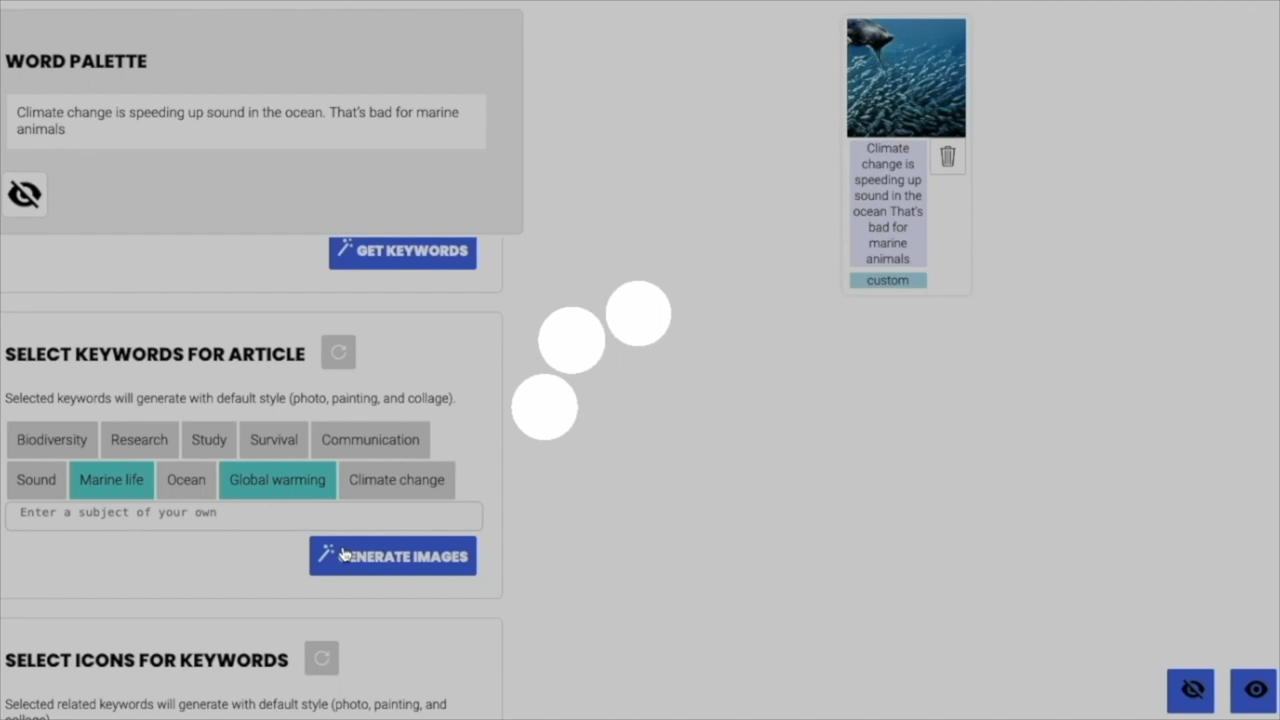 WORD PALETTE
Climate change is speeding up sound in the ocean. That's bad for marine
animals
GET KEYWORDS
SELECT KEYWORDS FOR ARTICLE
Selected keywords will generate with default style (photo, painting, and collage).
Biodiversity Research Study Survival Communication
Sound Marine life Ocean Global warming Climate change
Enter a subject of your own
GENERATE IMAGES
SELECT ICONS FOR KEYWORDS
Selected related keywords will generate with default style (photo, painting, and
collage)
Climate
change is
speeding up
sound in the
ocean That's
bad for
marine
animals
custom